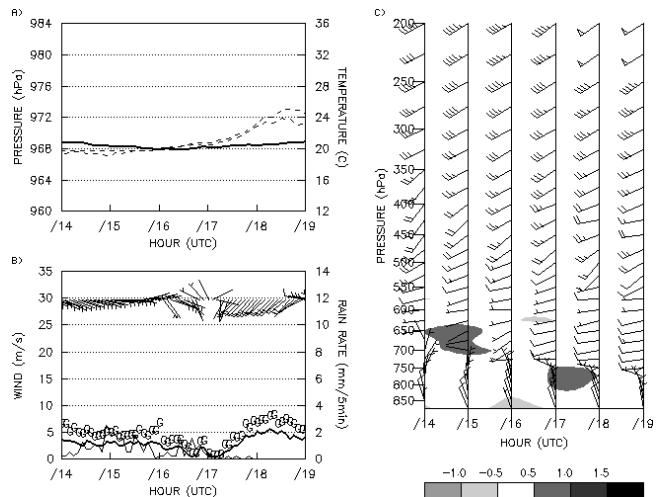 A)
984
980
976
972
968
964
960
PRESSURE (hPa)
36
32
28
24
20
16
12
TEMPERATURE (C)
/14 /15 /16 /17 /18 /19
HOUR (UTC)
B)
35
30
25
20
15
10
5
0
WIND (m/s)
14
12
10
8
6
4
2
0
RAIN RATE (mm/5min)
/14 /15 /16 /17 /18 /19
HOUR (UTC)
C)
200
250
300
350
400
450
500
550
600
650
700
750
800
850
PRESSURE (hPa)
/14 /15 /16 /17 /18 /19
HOUR (UTC)
-1.0 -0.5 0.5 1.0 1.5